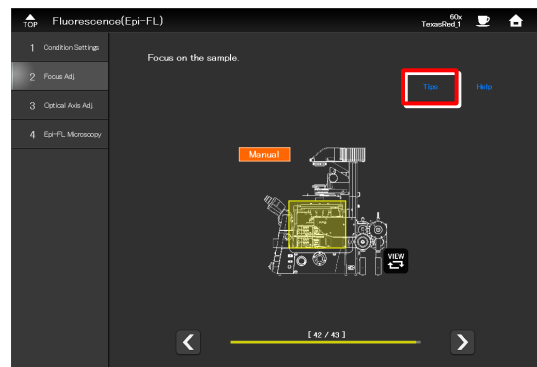 TOP
Fluorescence(Epi-FL)
60x
TexasRed_1
1 Condition Settings
2 Focus Adj.
3 Optical Axis Adj.
4 Epi-FL Microscopy
Focus on the sample.
Tips
Help
Manual
VIEW
[ 42 / 43 ]